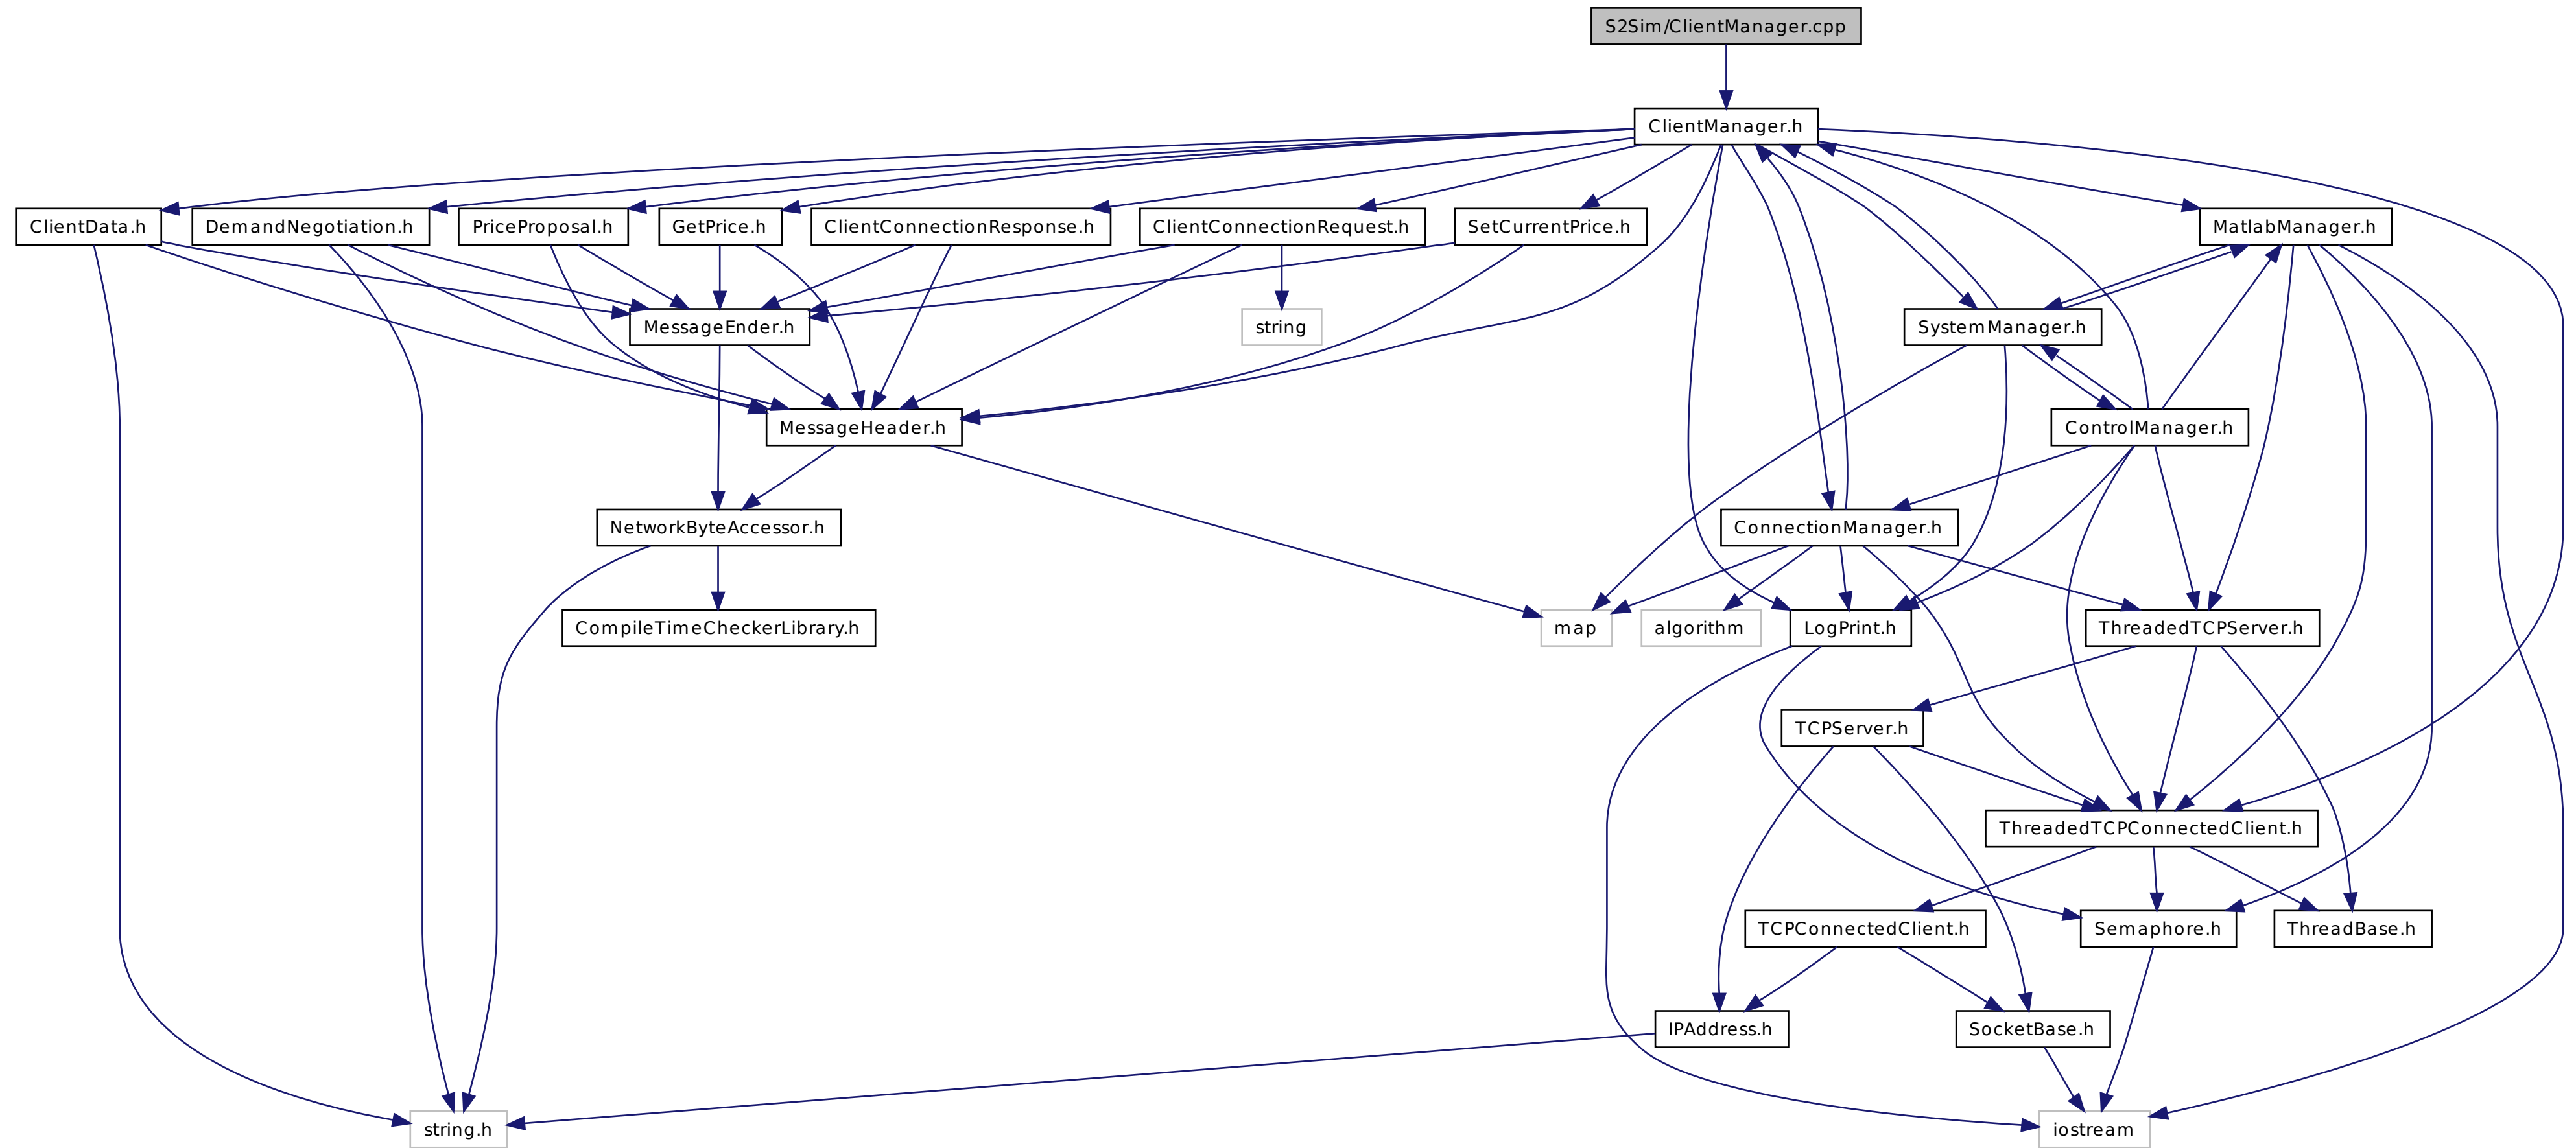 S2Sim/ClientManager.cpp
ClientManager.h
ClientData.h
DemandNegotiation.h
PriceProposal.h
GetPrice.h
ClientConnectionResponse.h
ClientConnectionRequest.h
SetCurrentPrice.h
MatlabManager.h
MessageEnder.h
string
SystemManager.h
MessageHeader.h
ControlManager.h
NetworkByteAccessor.h
ConnectionManager.h
CompileTimeCheckerLibrary.h
map
algorithm
LogPrint.h
ThreadedTCPServer.h
TCPServer.h
ThreadedTCPConnectedClient.h
TCPConnectedClient.h
Semaphore.h
ThreadBase.h
IPAddress.h
SocketBase.h
string.h
iostream